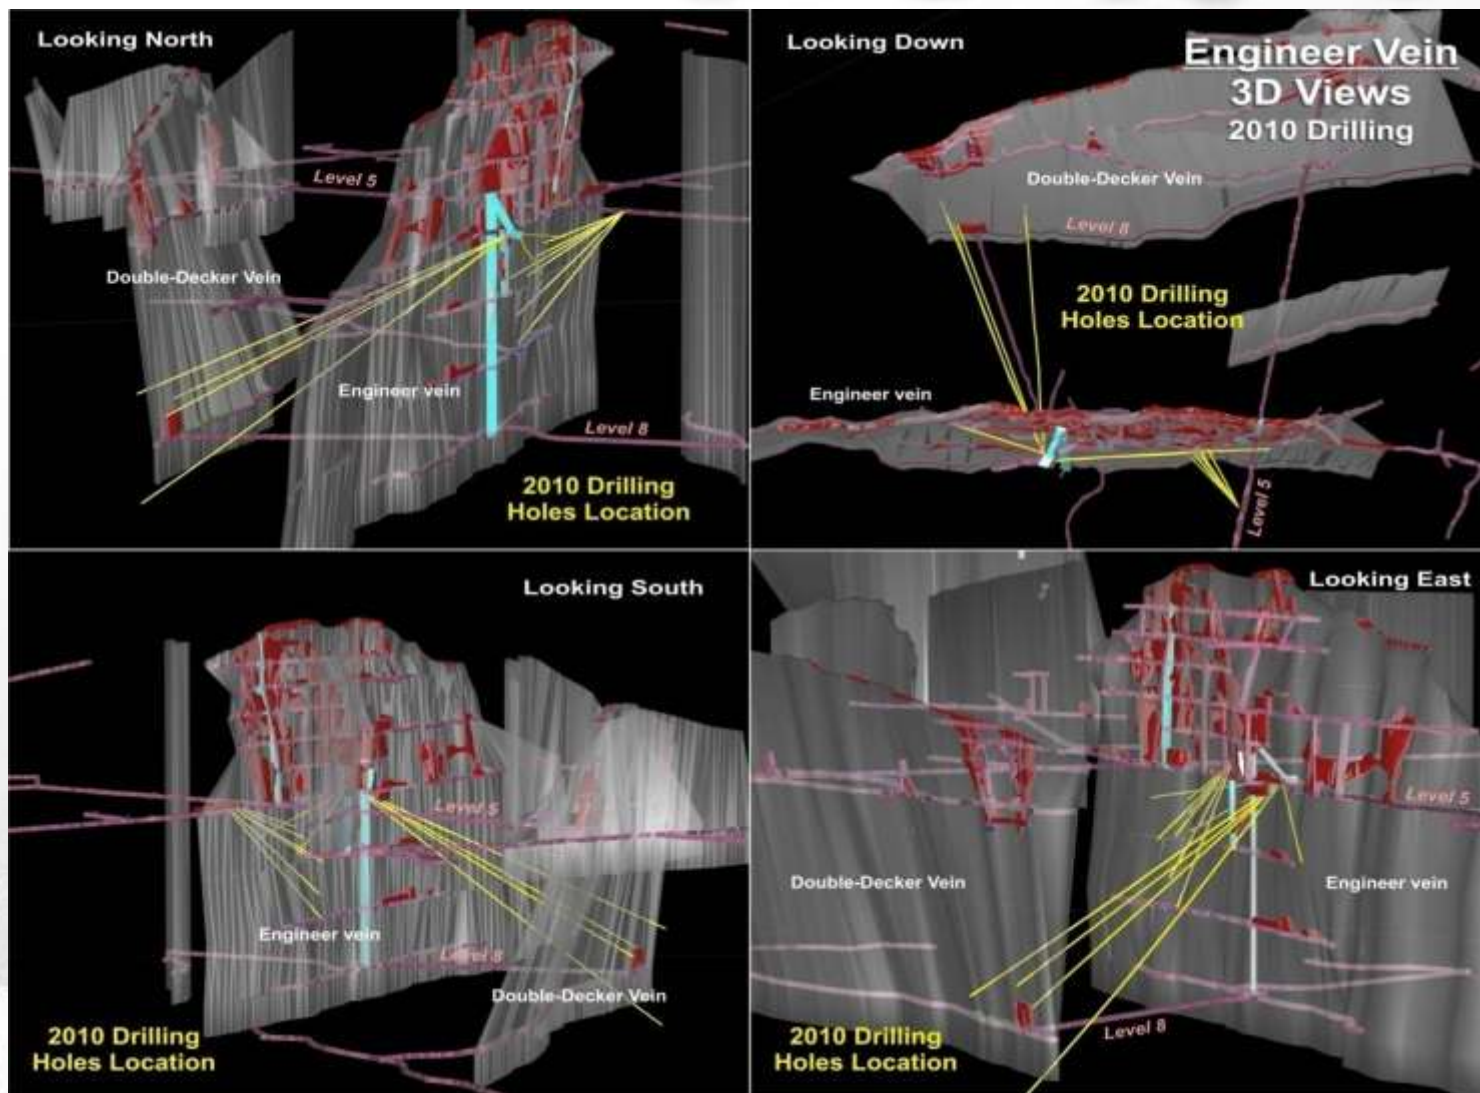 Looking North
Level 5
Double-Decker Vein
Engineer vein
Level 8
2010 Drilling
Holes Location
Looking Down
Engineer Vein
3D Views
2010 Drilling
Double-Decker Vein
Level 8
2010 Drilling
Holes Location
Engineer vein
Level 5
Looking South
Level 5
Engineer vein
Level 8
Double-Decker Vein
2010 Drilling
Holes Location
Looking East
Level 5
Double-Decker Vein
Engineer vein
Level 8
2010 Drilling
Holes Location